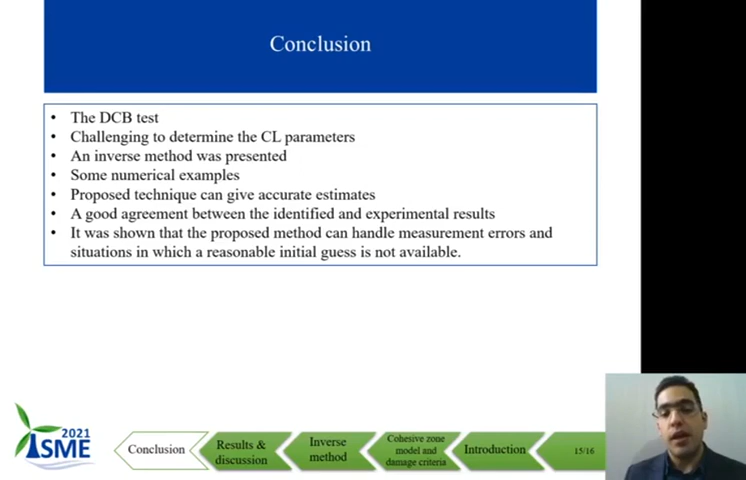 Conclusion
• The DCB test
• Challenging to determine the CL parameters
• An inverse method was presented
• Some numerical examples
• Proposed technique can give accurate estimates
• A good agreement between the identified and experimental results
• It was shown that the proposed method can handle measurement errors and
situations in which a reasonable initial guess is not available.
2021
ISME
Conclusion
Results &
discussion
Inverse
method
Cohesive zone
model and
damage criteria
Introduction
15/16